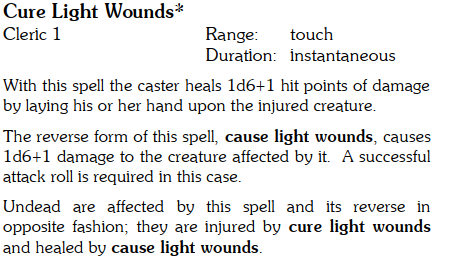 Cure Light Wounds*
Cleric 1 Range: touch
Duration: instantaneous
With this spell the caster heals 1d6+1 hit points of damage
by laying his or her hand upon the injured creature.
The reverse form of this spell, cause light wounds, causes
1d6+1 damage to the creature affected by it. A successful
attack roll is required in this case.
Undead are affected by this spell and its reverse in
opposite fashion; they are injured by cure light wounds
and healed by cause light wounds.